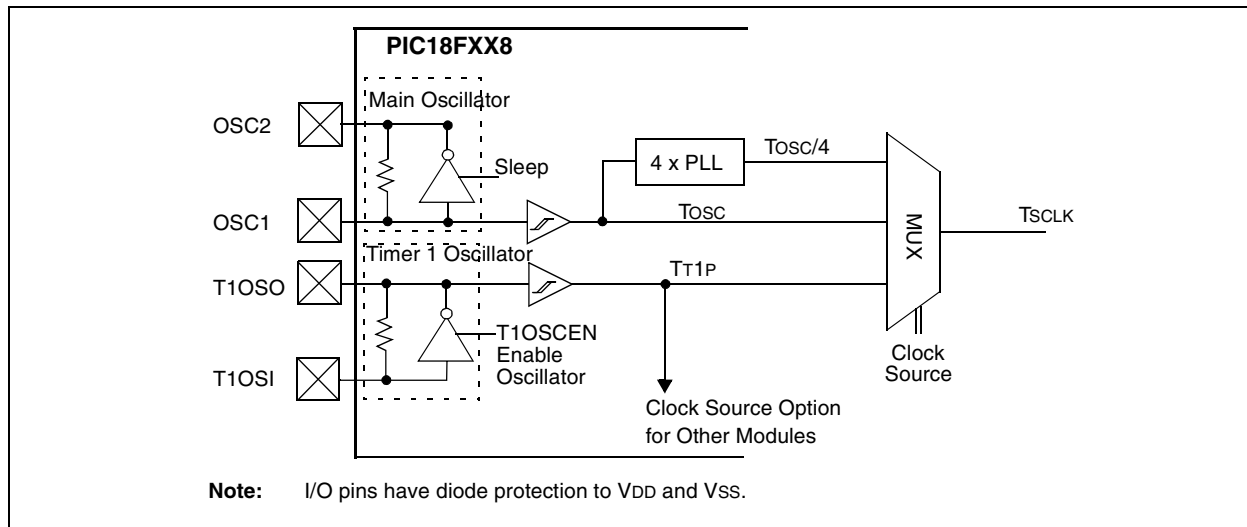 PIC18FXX8
Main Oscillator
OSC2
Sleep
4 x PLL
TOSC/4
OSC1
TOSC
MUX
TSCLK
Timer 1 Oscillator
T1OSO
TT1P
T1OSCEN
Enable
Oscillator
T1OSI
Clock
Source
Clock Source Option
for Other Modules
Note: I/O pins have diode protection to VDD and VSS.